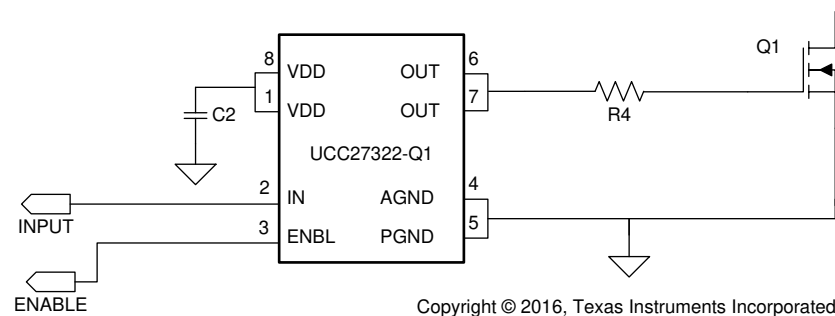 Q1
8
VDD
OUT
6
1
VDD
OUT
7
C2
R4
UCC27322-Q1
2
IN
AGND
4
INPUT
3
ENBL
PGND
5
ENABLE
Copyright © 2016, Texas Instruments Incorporated